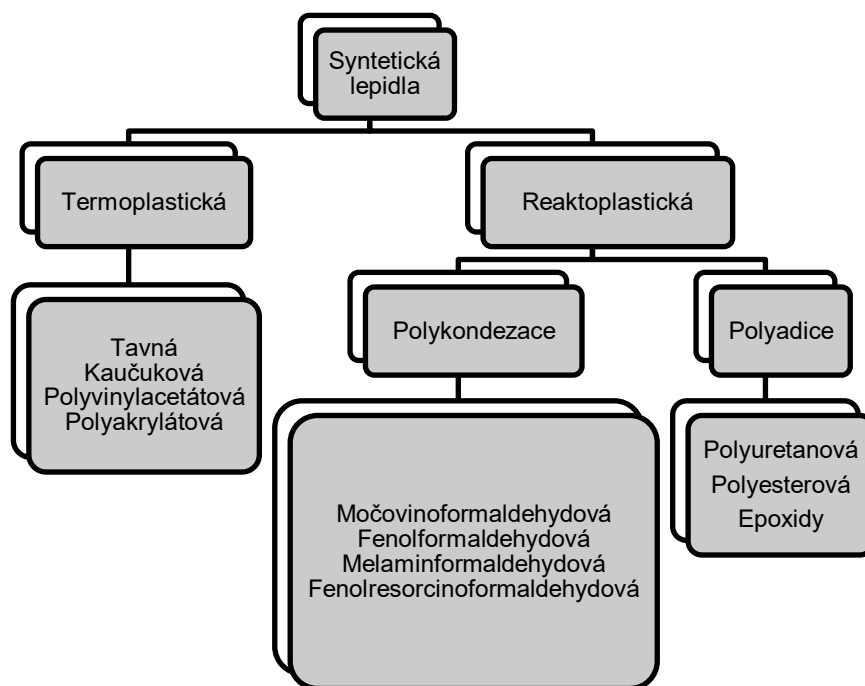 Syntetická
lepidla
Termoplastická
Reaktoplastická
Polykondezace
Polyadice
Tavná
Kaučuková
Polyvinylacetátová
Polyakrylátová
Močovinoformaldehydová
Fenolformaldehydová
Melaminformaldehydová
Fenolresorcinoformaldehydová
Polyuretanová
Polyesterová
Epoxidy